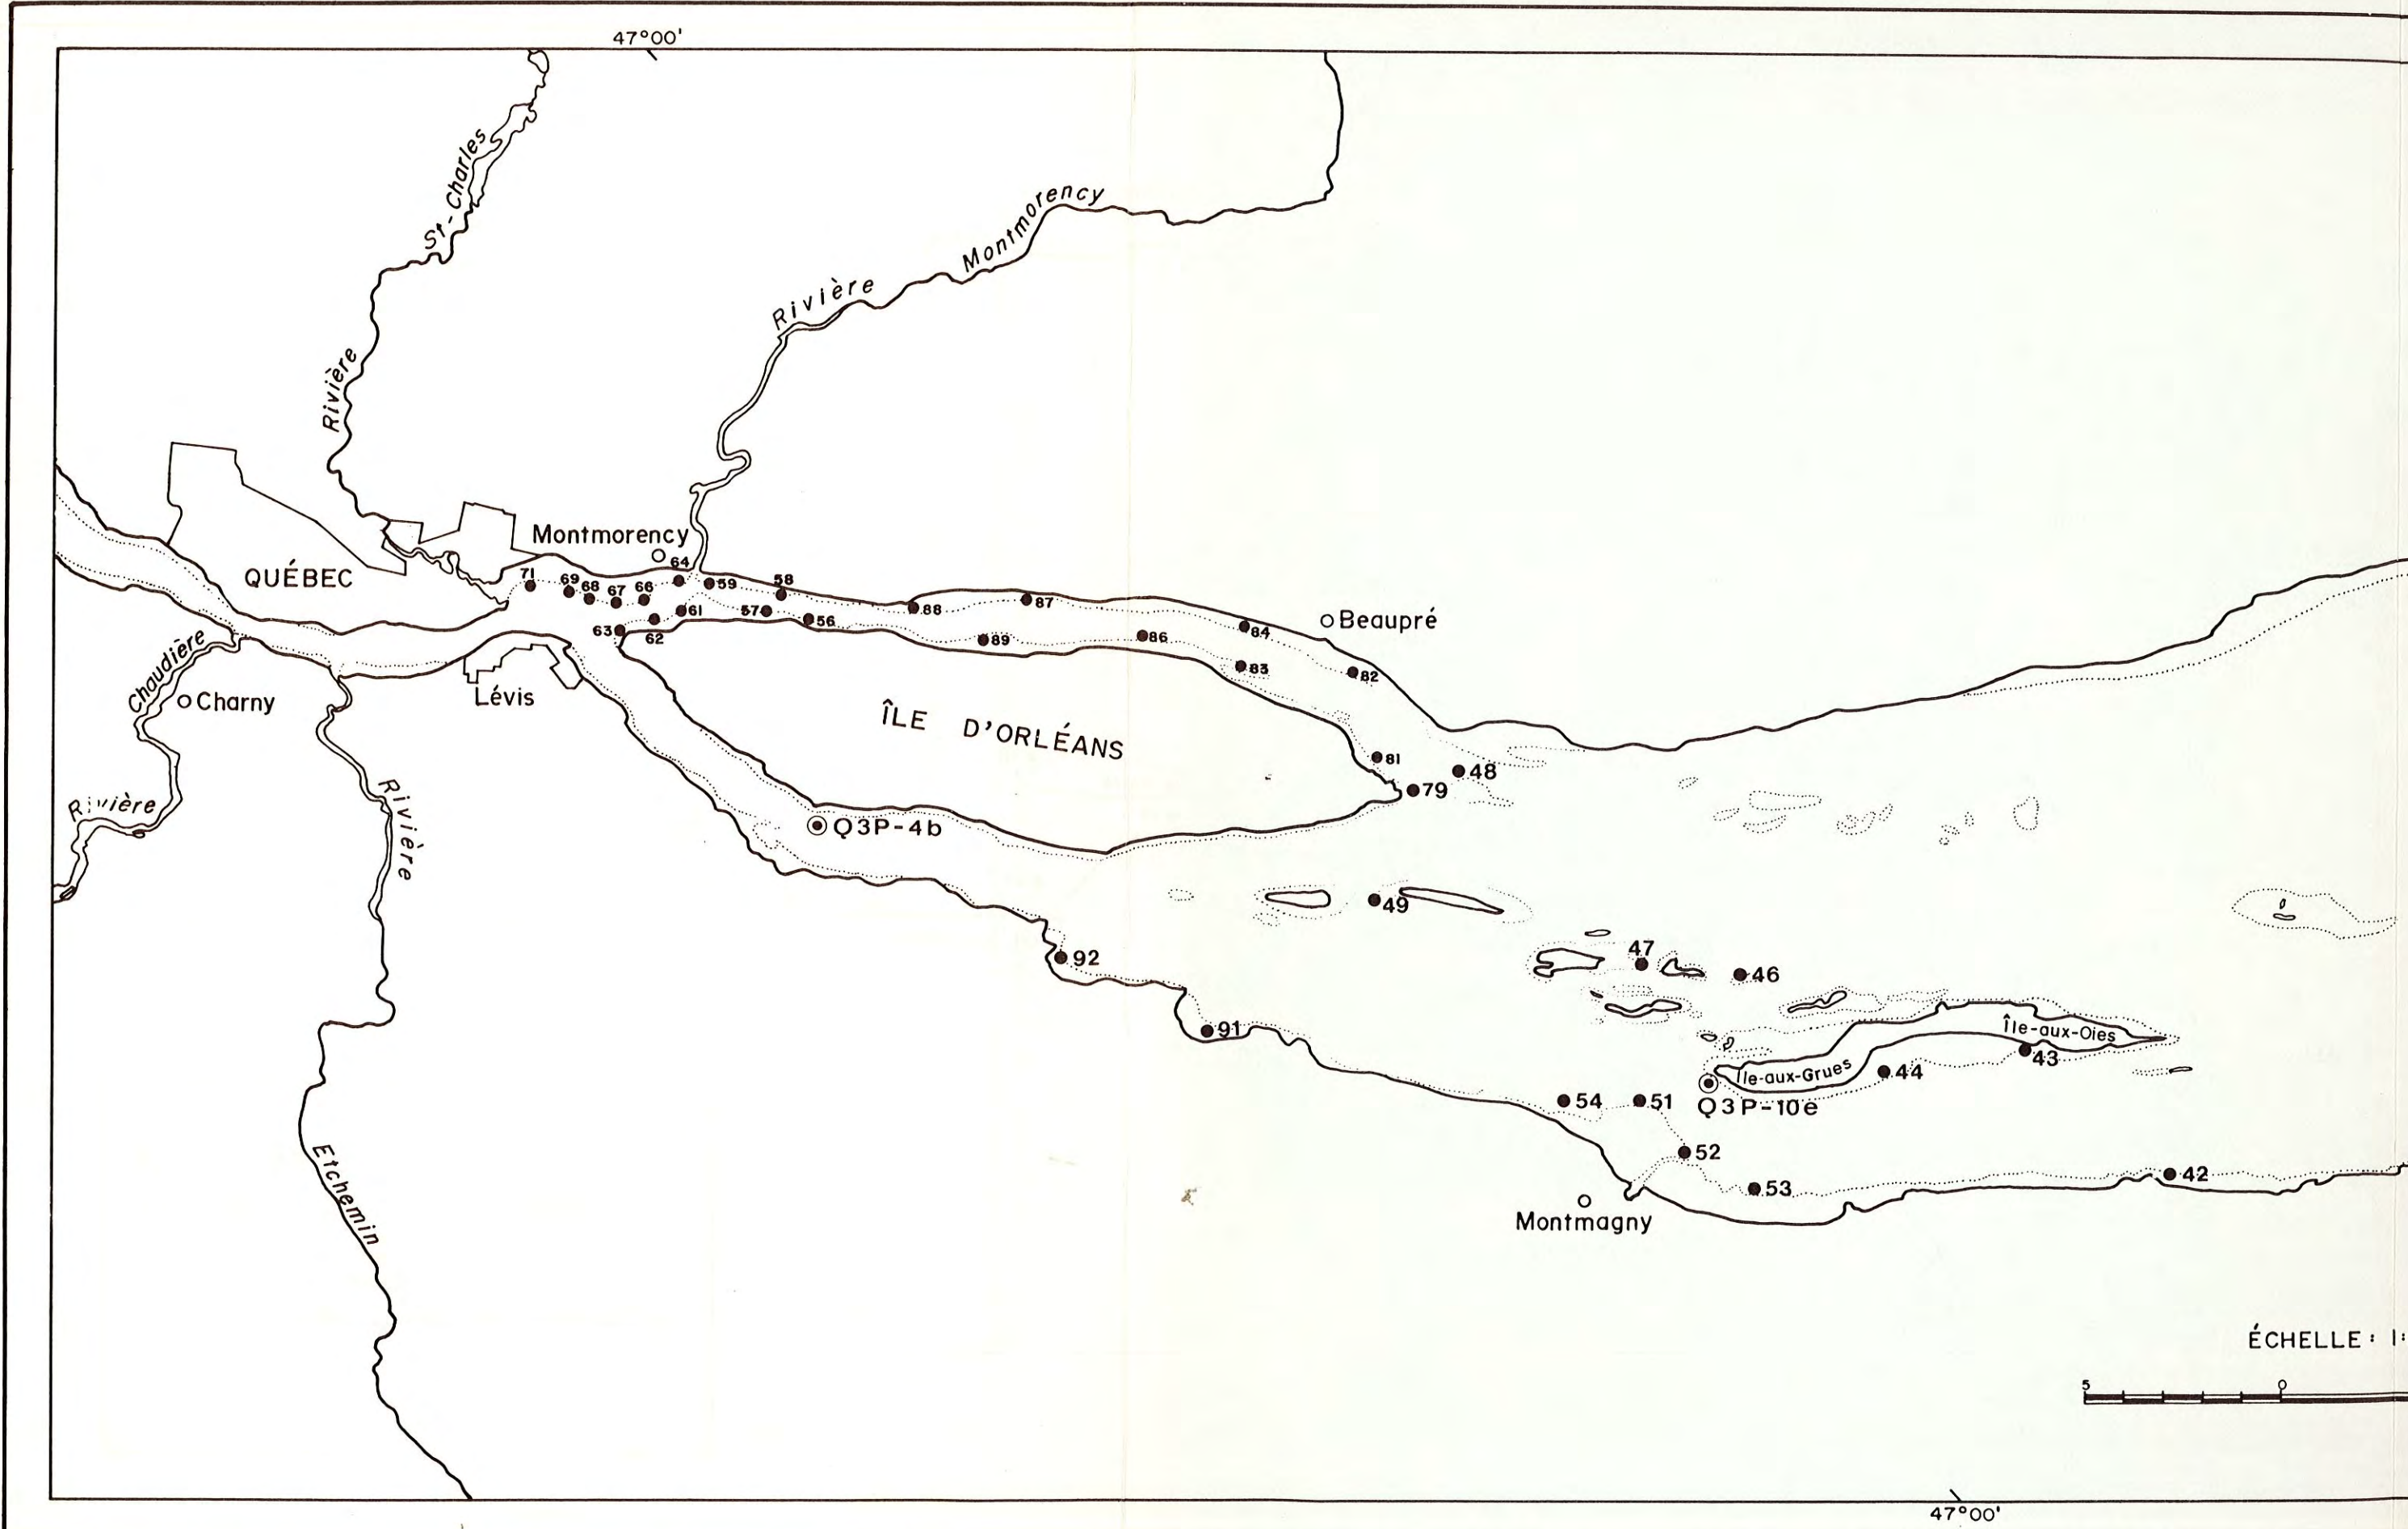 47°00'
Rivière St-Charles
Rivière Montmorency
Montmorency
QUÉBEC
64
71
69
68
67
66
59
58
61
57
56
63
62
88
87
89
86
84
83
82
Beaupré
Chaudière
Rivière
Charny
Lévis
ÎLE D'ORLÉANS
81
79
48
Q3P-4b
Rivière
Etchemin
49
92
47
46
91
Île-aux-Oies
43
Île-aux-Grues
44
Q3P-10e
54
51
52
53
42
Montmagny
ÉCHELLE: 1:
5
0
47°00'